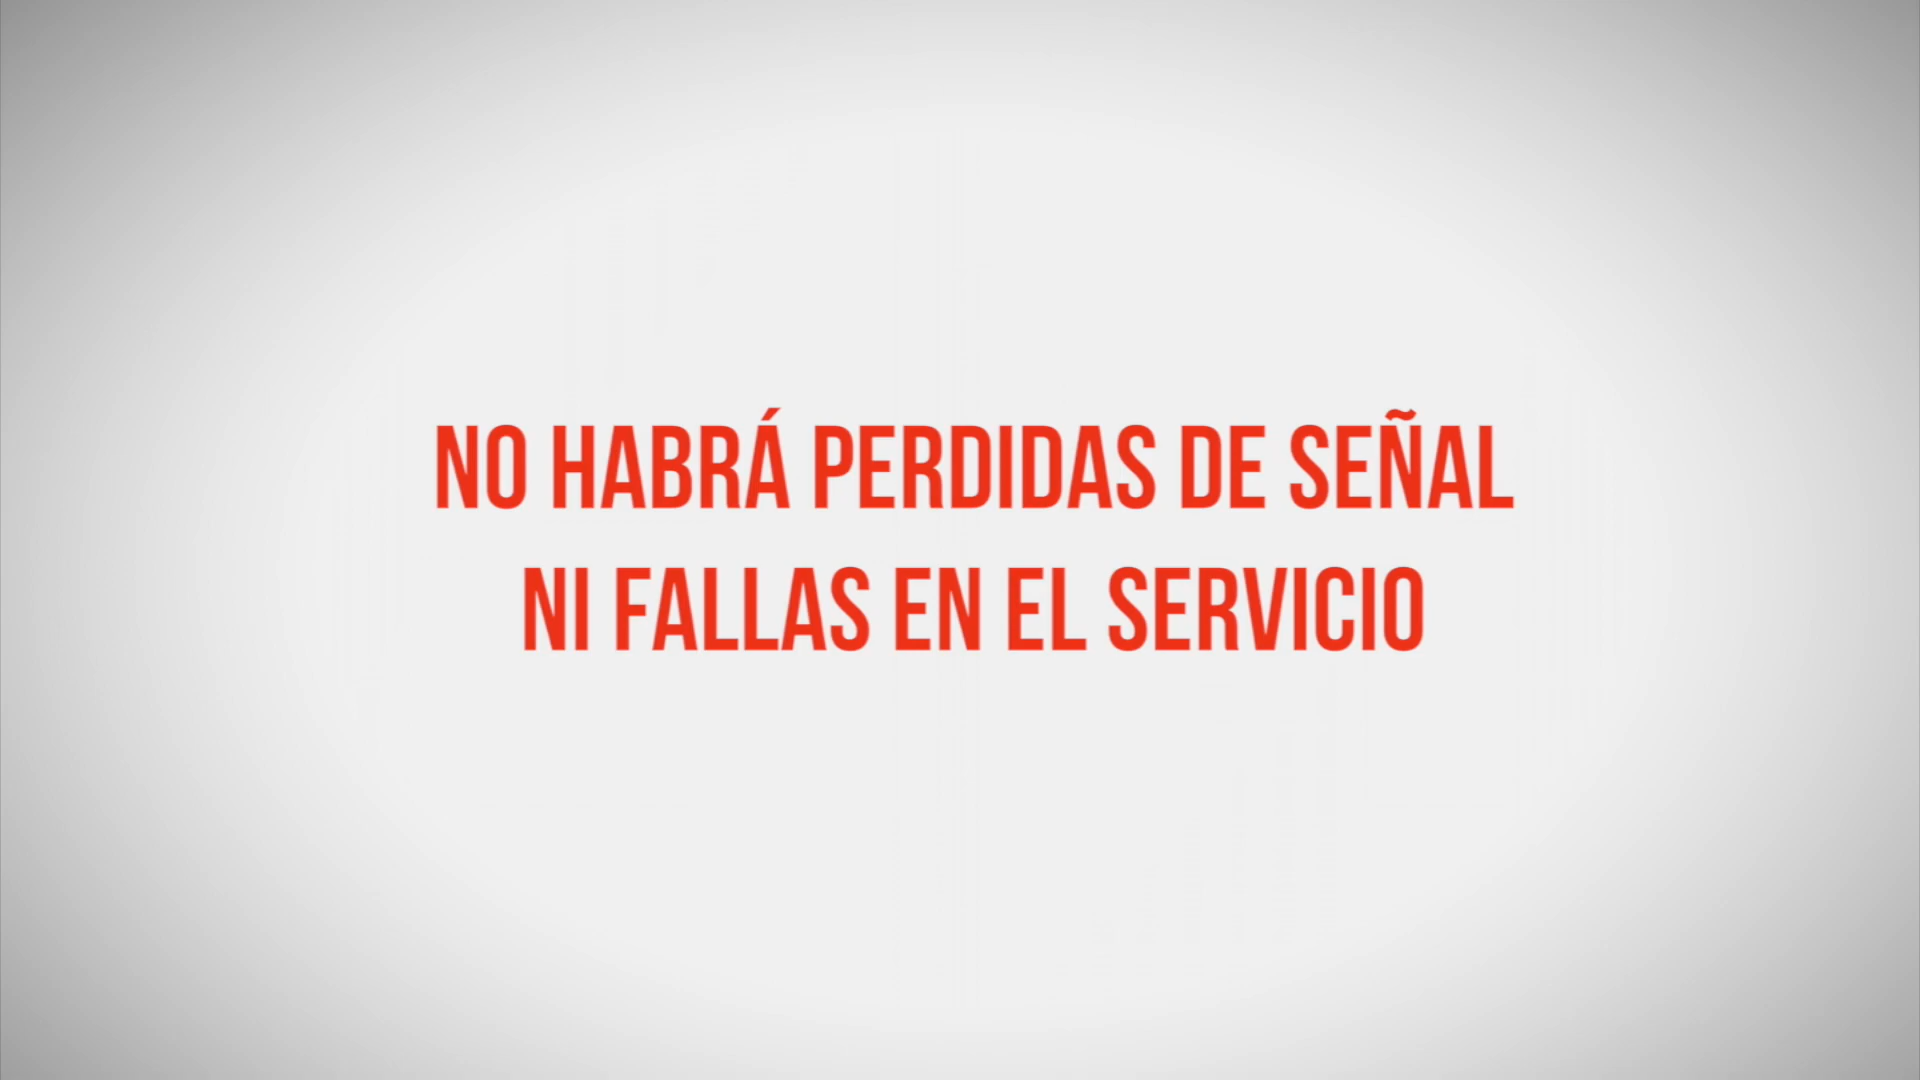 NO HABRÁ PERDIDAS DE SEÑAL
NI FALLAS EN EL SERVICIO